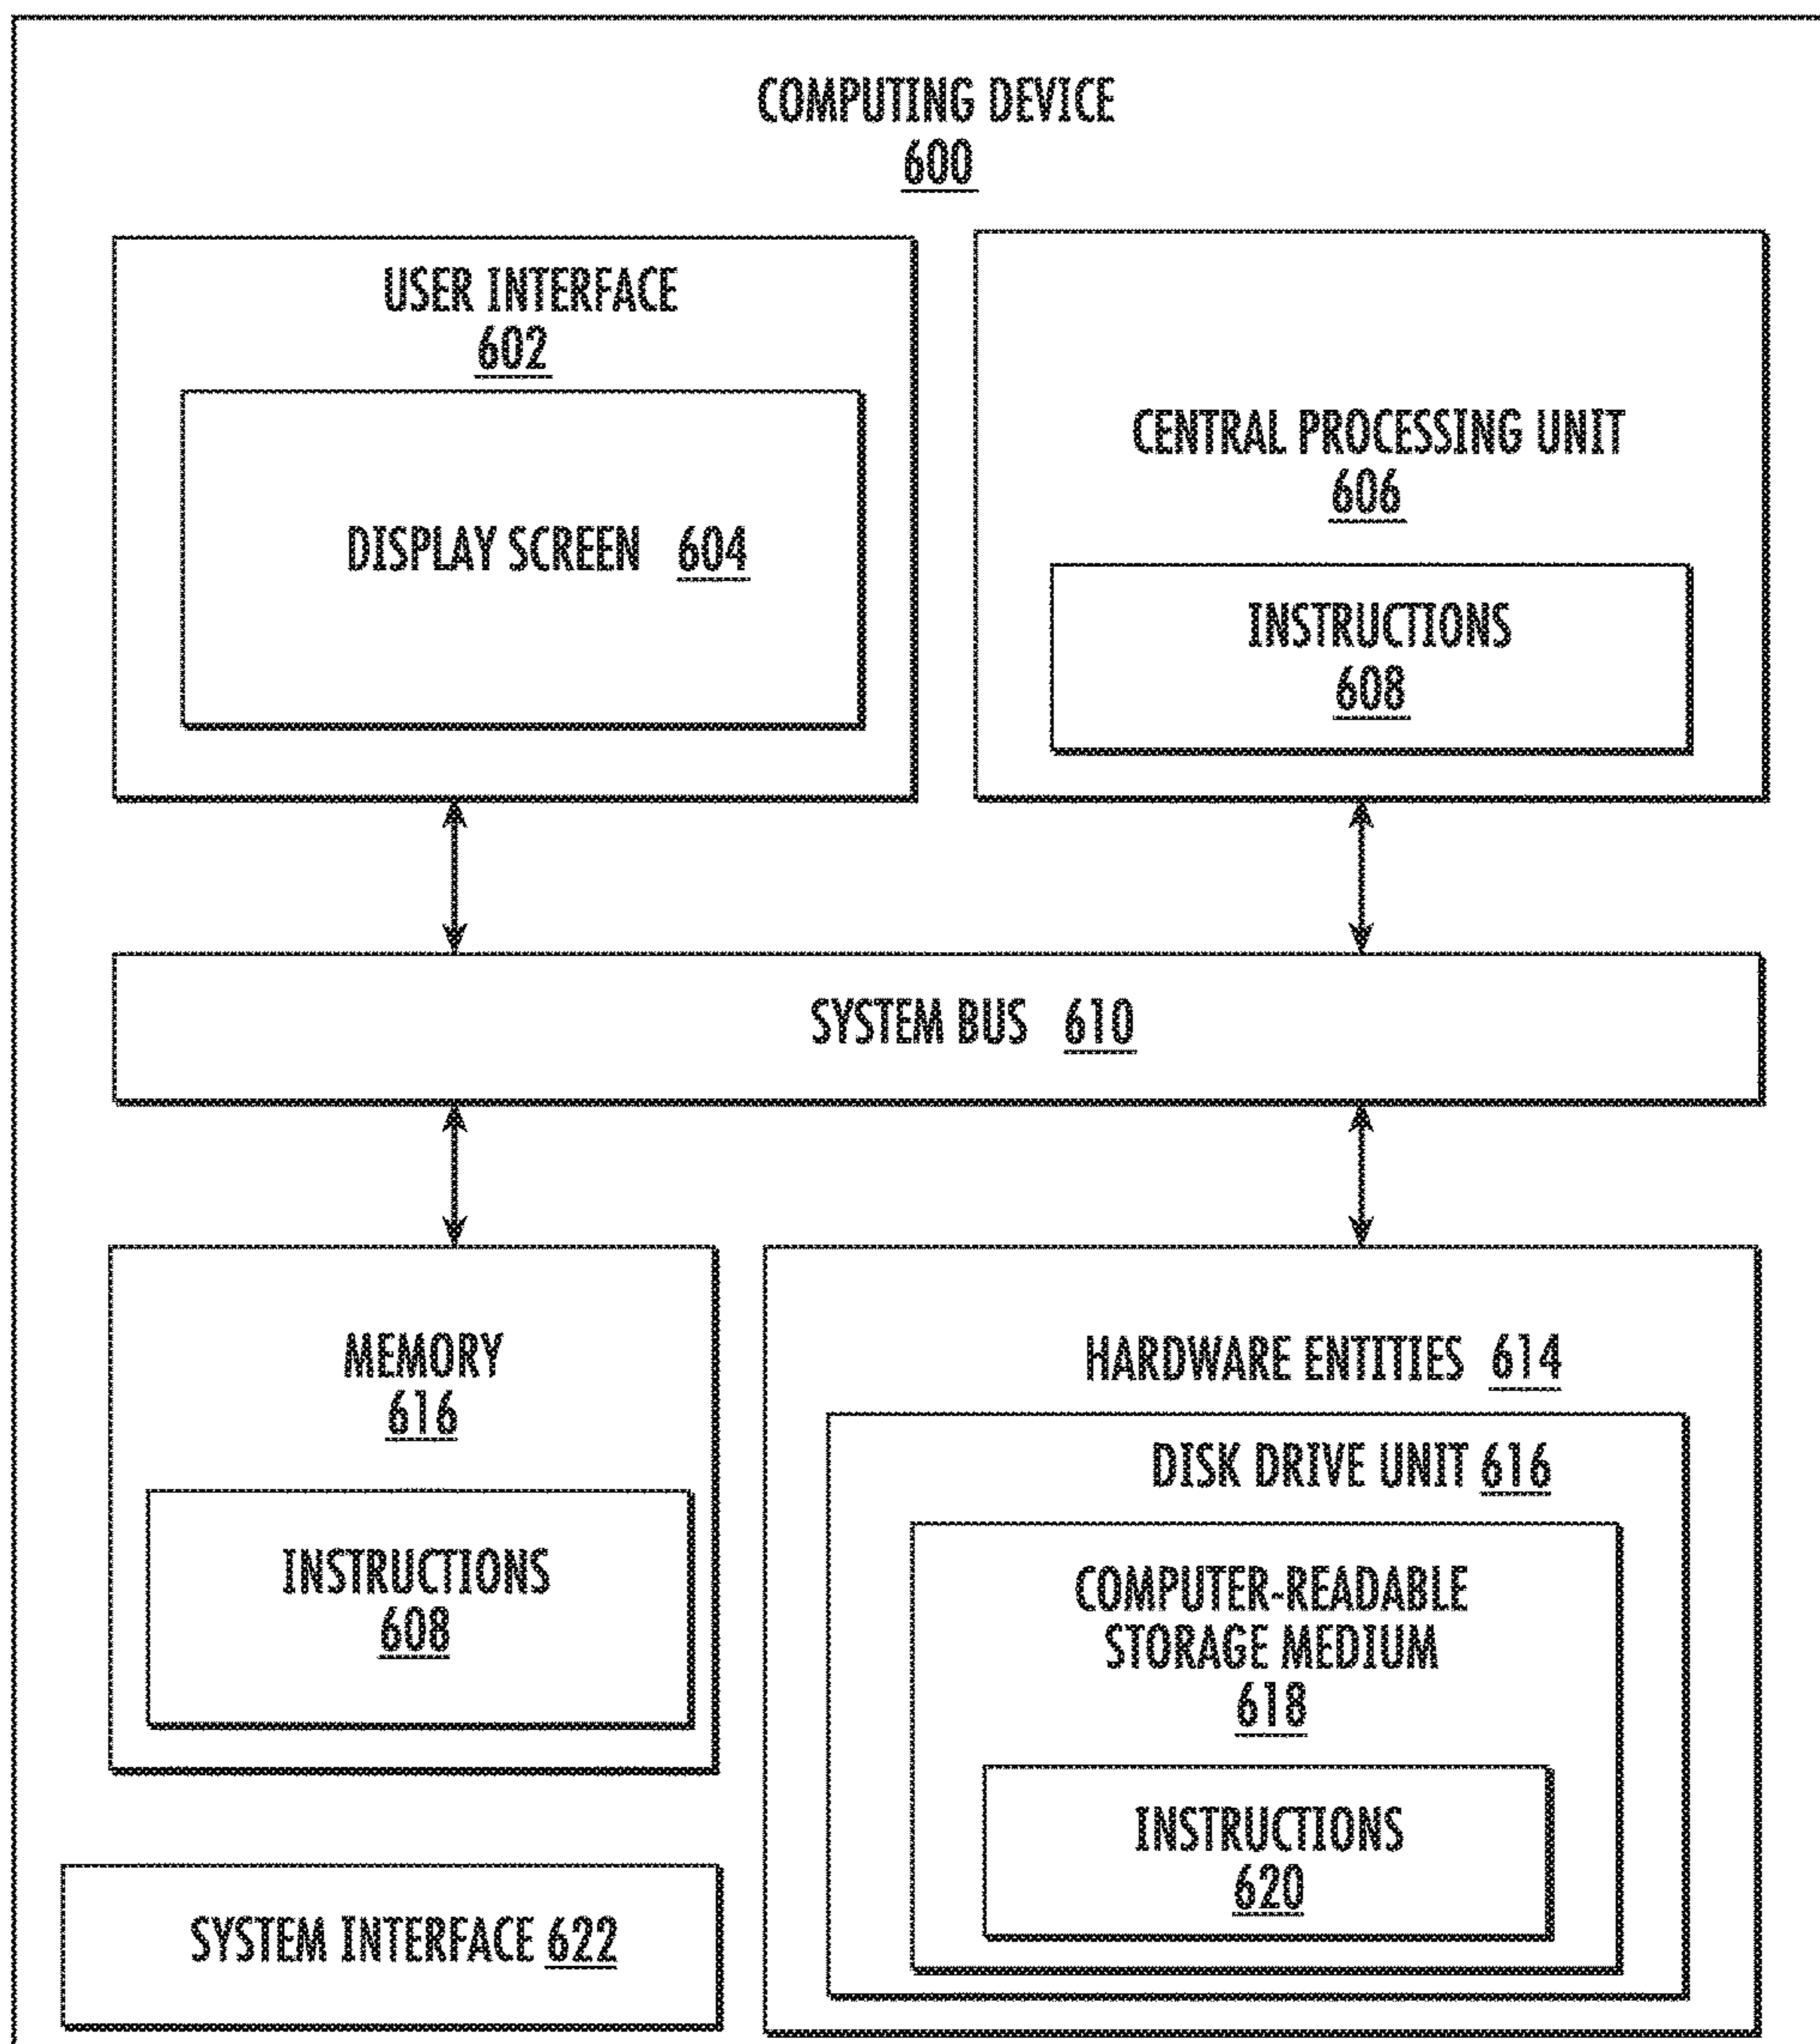 COMPUTING DEVICE
600
USER INTERFACE
602
DISPLAY SCREEN 604
CENTRAL PROCESSING UNIT
606
INSTRUCTIONS
608
SYSTEM BUS 610
MEMORY
616
INSTRUCTIONS
608
HARDWARE ENTITIES 614
DISK DRIVE UNIT 616
COMPUTER-READABLE
STORAGE MEDIUM
618
INSTRUCTIONS
620
SYSTEM INTERFACE 622